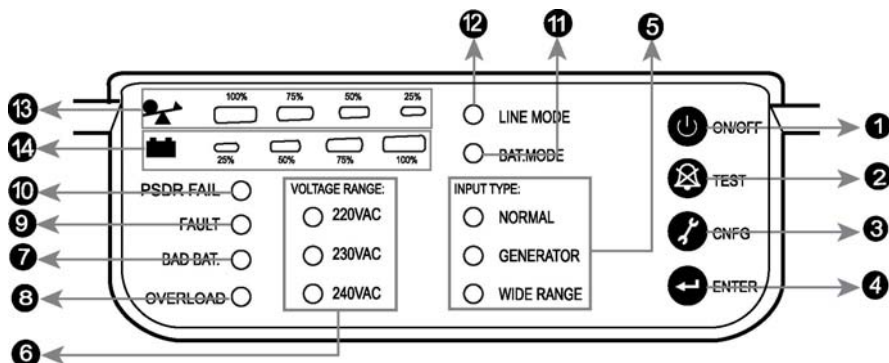 12 11 5
13 100% 75% 50% 25% LINE MODE ON/OFF 1
14 25% 50% 75% 100% BAT.MODE TEST 2
10 PSDR FAIL VOLTAGE RANGE: INPUT TYPE:
9 FAULT 220VAC NORMAL CNFG 3
7 BAD BAT. 230VAC GENERATOR
8 OVERLOAD 240VAC WIDE RANGE ENTER 4
6